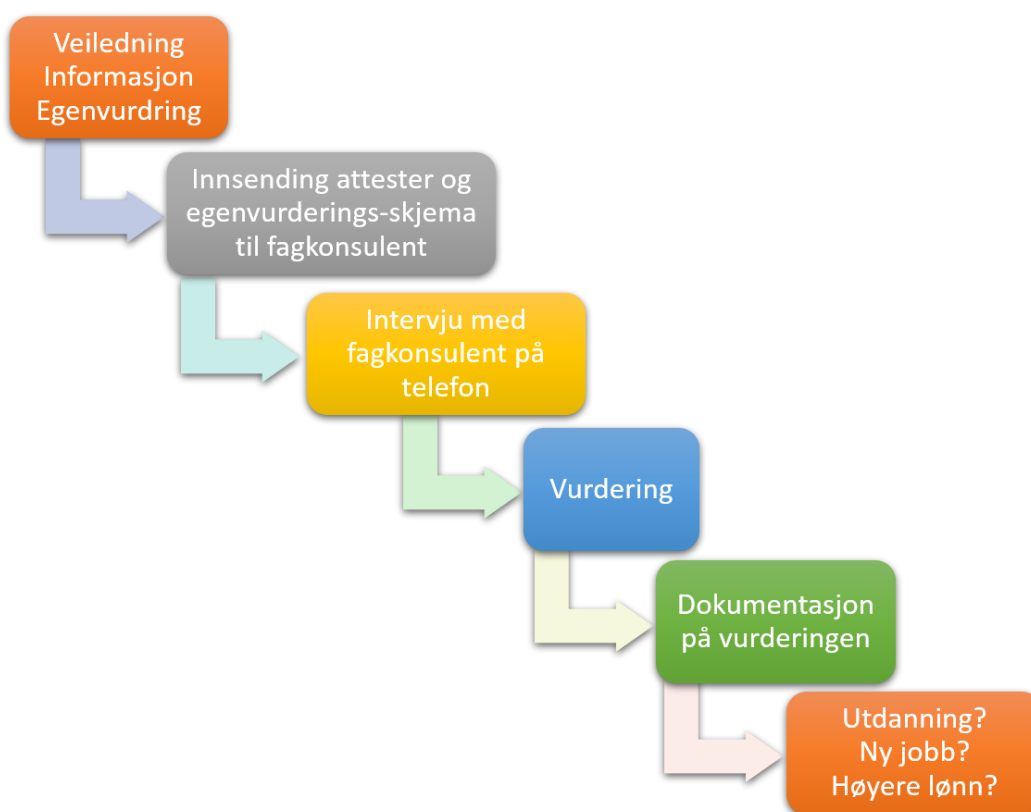 Veiledning
Informasjon
Egenvurdring
Innsending attester og
egenvurderings-skjema
til fagkonsulent
Intervju med
fagkonsulent på
telefon
Vurdering
Dokumentasjon
på vurderingen
Utdanning?
Ny jobb?
Høyere lønn?